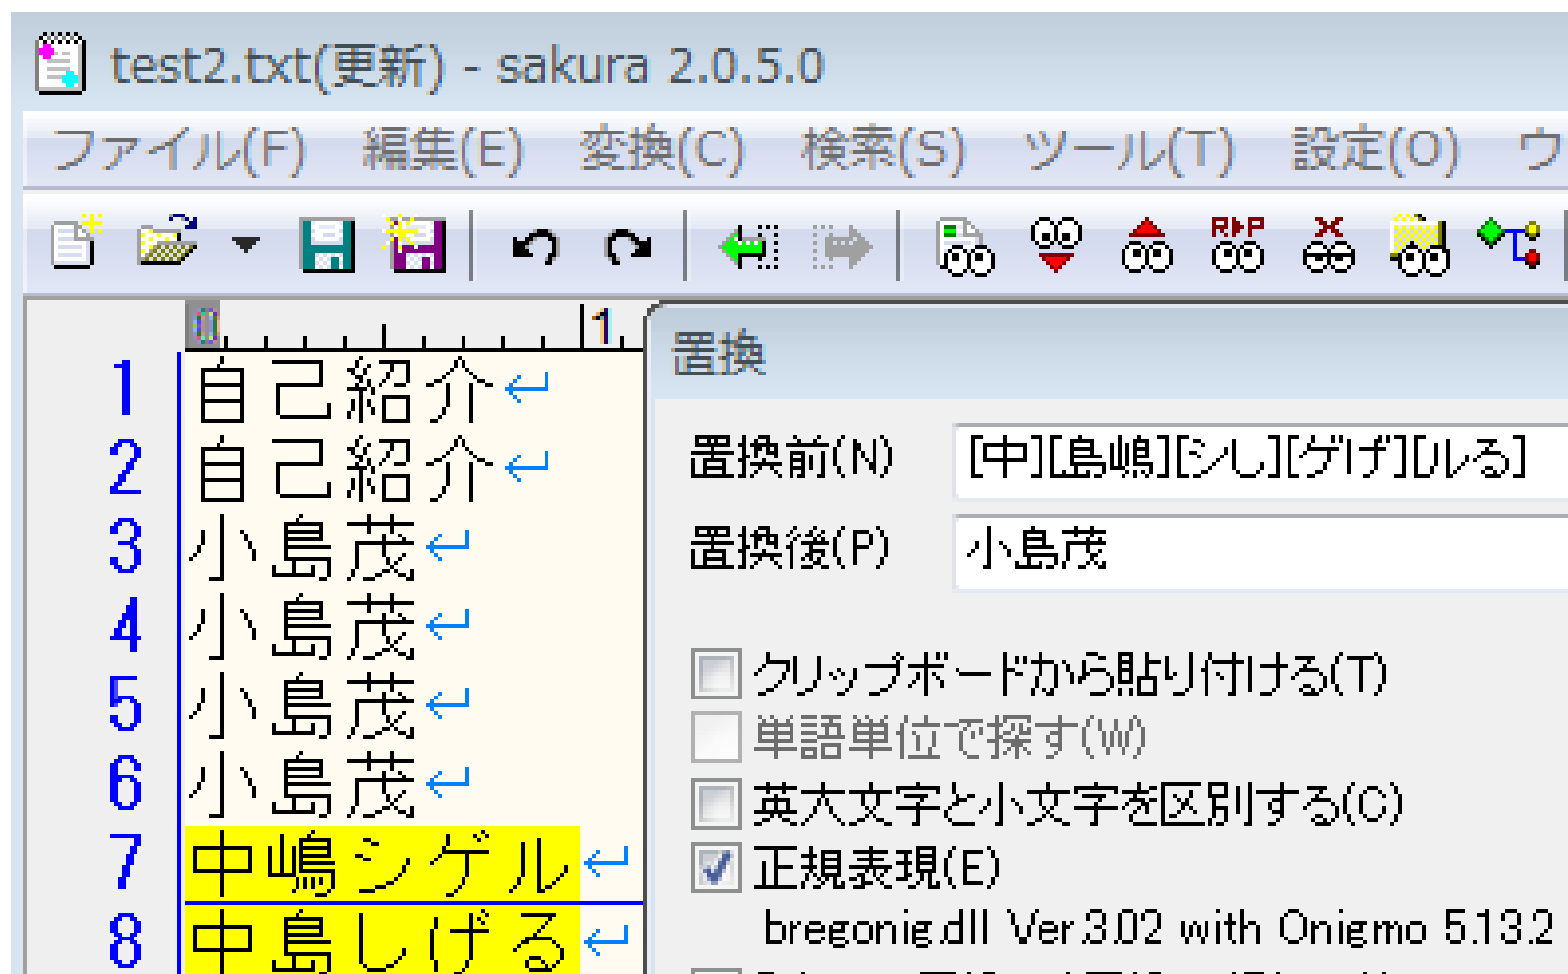 test2.txt(更新) - sakura 2.0.5.0
ファイル(F) 編集(E) 変換(C) 検索(S) ツール(T) 設定(O) ウ
R▶P
0 1
1 自己紹介↵
2 自己紹介↵
3 小島茂↵
4 小島茂↵
5 小島茂↵
6 小島茂↵
7 中嶋シゲル↵
8 中島しげる↵
置換
置換前(N) [中][島嶋][シし][ゲげ][ルる]
置換後(P) 小島茂
クリップボードから貼り付ける(T)
単語単位で探す(W)
英大文字と小文字を区別する(C)
正規表現(E)
bregonig.dll Ver.3.02 with Onigmo 5.13.2